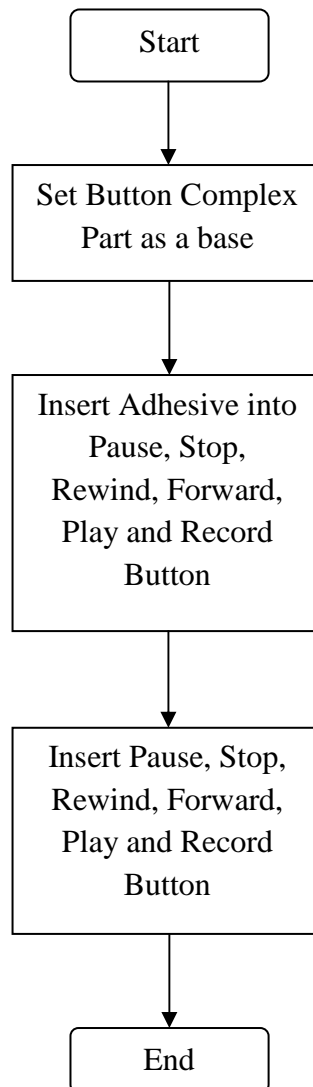 Start
Set Button Complex
Part as a base
Insert Adhesive into
Pause, Stop,
Rewind, Forward,
Play and Record
Button
Insert Pause, Stop,
Rewind, Forward,
Play and Record
Button
End